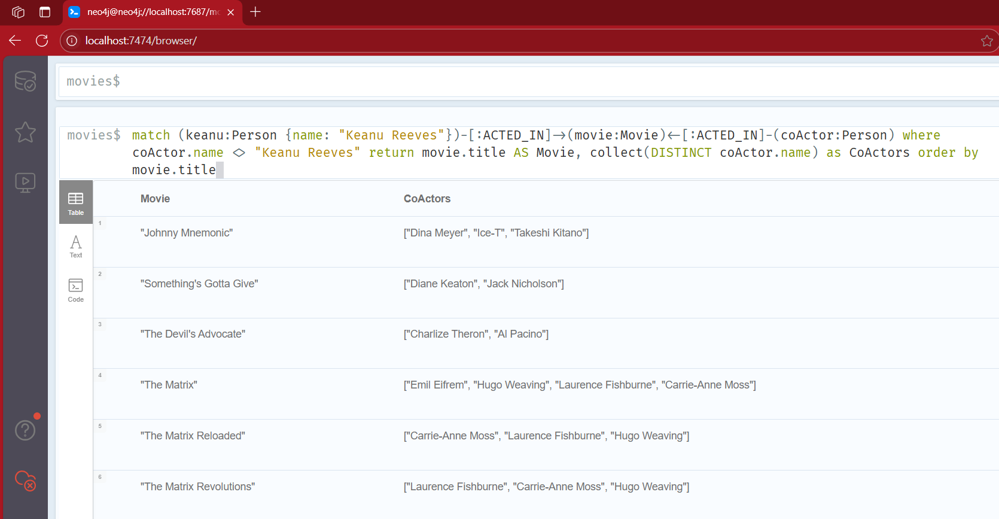 neo4j@neo4j://localhost:7687/mo
localhost:7474/browser/
movies$
movies$ match (keanu:Person {name: "Keanu Reeves"})-[:ACTED_IN]->(movie:Movie)<-[:ACTED_IN]-(coActor:Person) where
coActor.name <> "Keanu Reeves" return movie.title AS Movie, collect(DISTINCT coActor.name) as CoActors order by
movie.title
Table
Text
Code
Movie CoActors
1
"Johnny Mnemonic" ["Dina Meyer", "Ice-T", "Takeshi Kitano"]
2
"Something's Gotta Give" ["Diane Keaton", "Jack Nicholson"]
3
"The Devil's Advocate" ["Charlize Theron", "Al Pacino"]
4
"The Matrix" ["Emil Eifrem", "Hugo Weaving", "Laurence Fishburne", "Carrie-Anne Moss"]
5
"The Matrix Reloaded" ["Carrie-Anne Moss", "Laurence Fishburne", "Hugo Weaving"]
6
"The Matrix Revolutions" ["Laurence Fishburne", "Carrie-Anne Moss", "Hugo Weaving"]